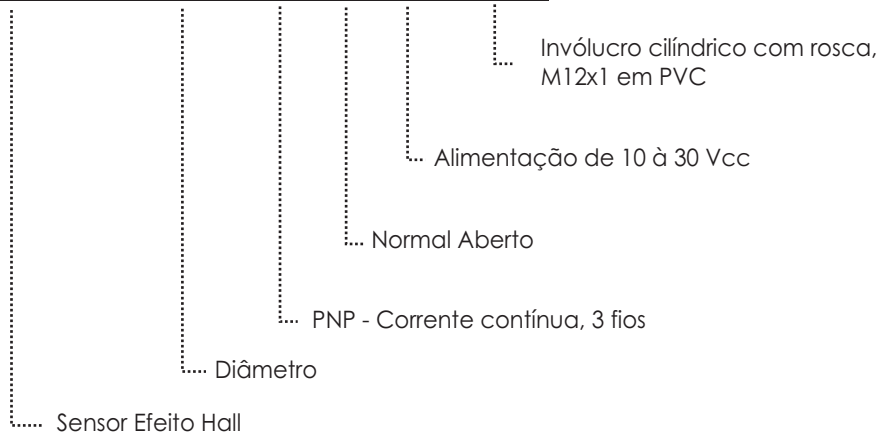 Invólucro cilíndrico com rosca,
M12x1 em PVC
Alimentação de 10 à 30 Vcc
Normal Aberto
PNP - Corrente contínua, 3 fios
Diâmetro
Sensor Efeito Hall